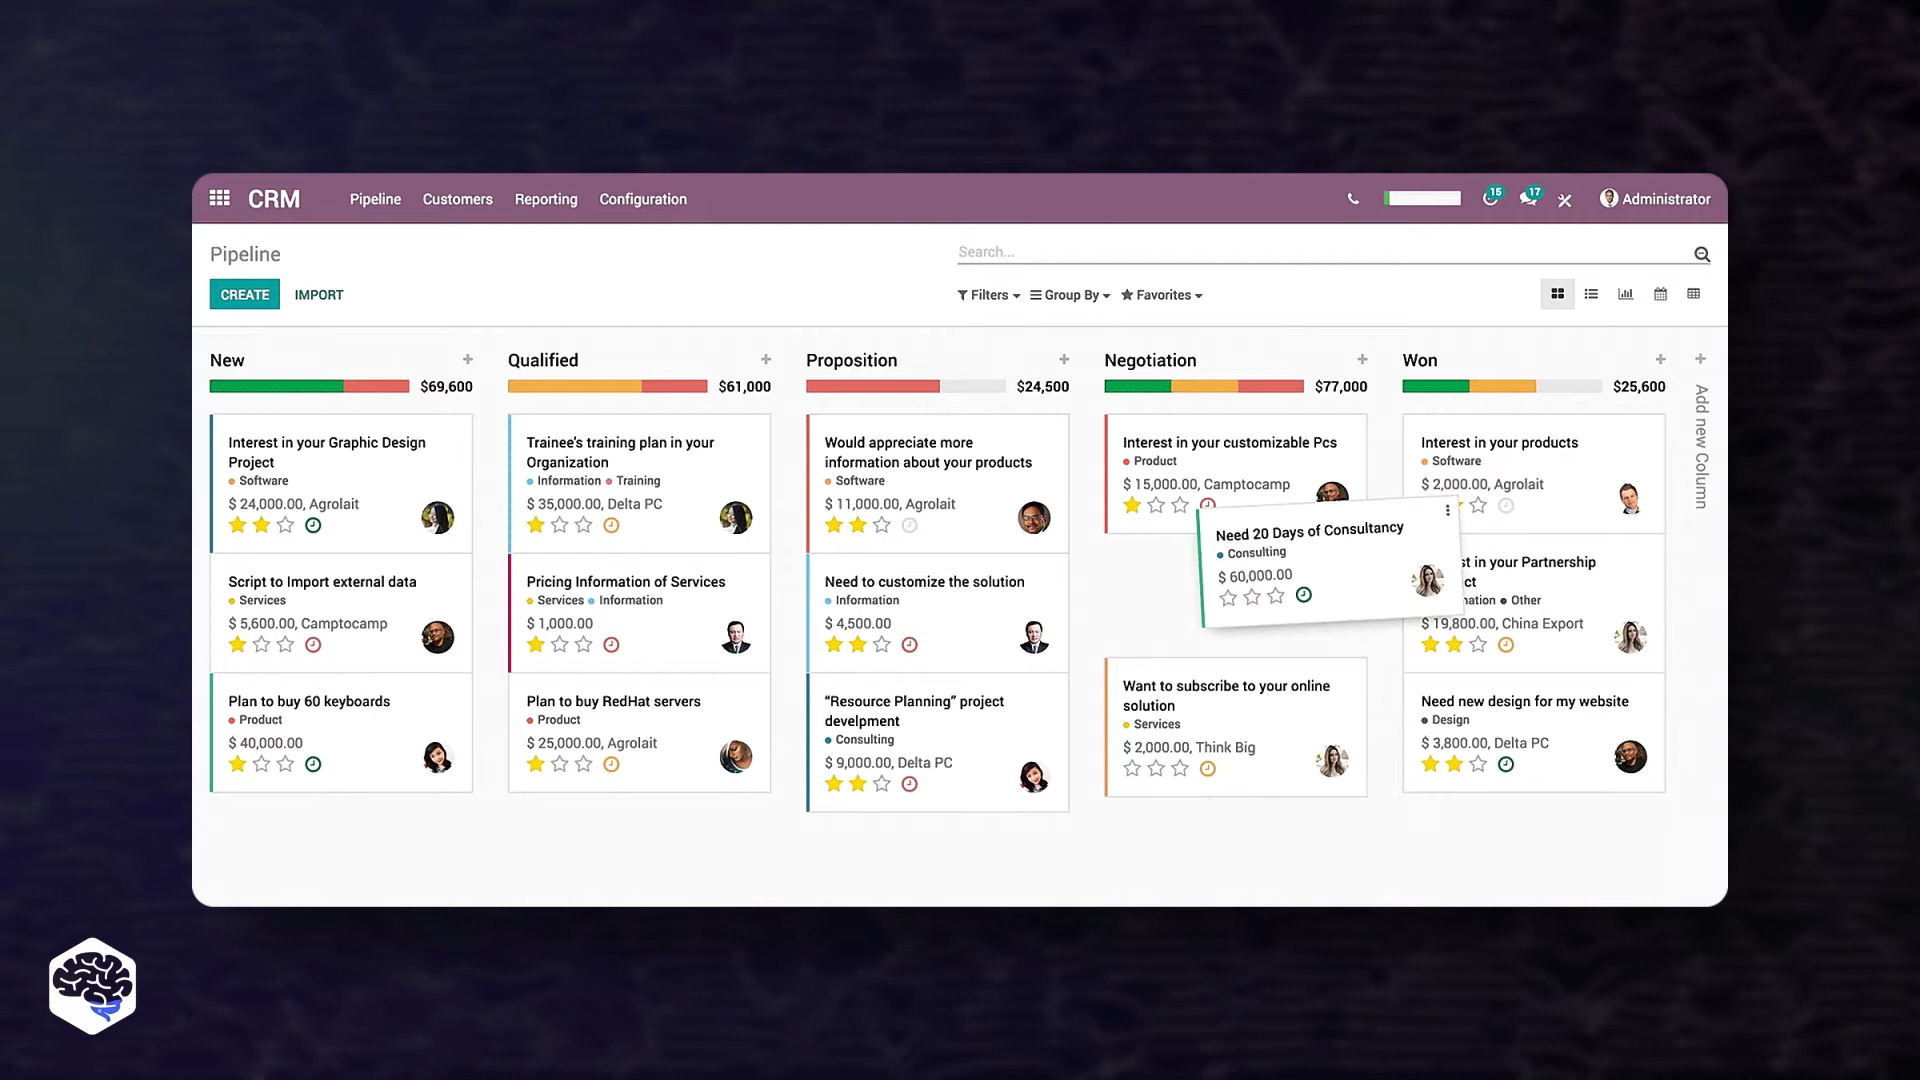 CRM
Pipeline
Customers
Reporting
Configuration
15
17
Administrator
Pipeline
Search...
CREATE
IMPORT
Filters
Group By
Favorites
New
$69,600
Interest in your Graphic Design
Project
Software
$ 24,000.00, Agrolait
Script to Import external data
Services
$ 5,600.00, Camptocamp
Plan to buy 60 keyboards
Product
$ 40,000.00
Qualified
$61,000
Trainee's training plan in your
Organization
Information Training
$ 35,000.00, Delta PC
Pricing Information of Services
Services Information
$ 1,000.00
Plan to buy RedHat servers
Product
$ 25,000.00, Agrolait
Proposition
$24,500
Would appreciate more
information about your products
Software
$ 11,000.00, Agrolait
Need to customize the solution
Information
$ 4,500.00
“Resource Planning” project
develpment
Consulting
$ 9,000.00, Delta PC
Negotiation
$77,000
Interest in your customizable Pcs
Product
$ 15,000.00, Camptocamp
Need 20 Days of Consultancy
Consulting
$ 60,000.00
Want to subscribe to your online
solution
Services
$ 2,000.00, Think Big
Won
$25,600
Interest in your products
Software
$ 2,000.00, Agrolait
st in your Partnership
ct
nation Other
$ 19,800.00, China Export
Need new design for my website
Design
$ 3,800.00, Delta PC
Add new Column